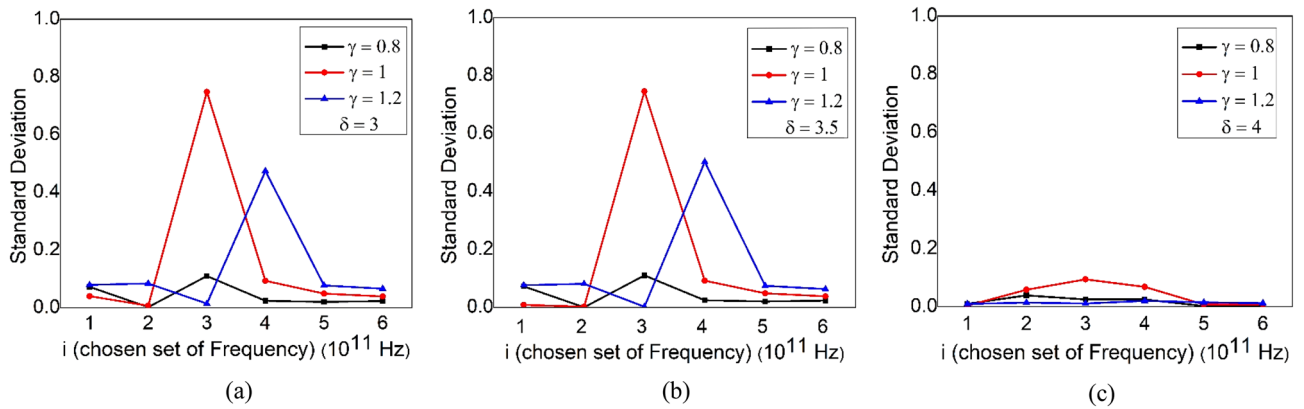 1.0
0.8
0.6
0.4
0.2
0.0
Standard Deviation
γ = 0.8
γ = 1
γ = 1.2
δ = 3
1 2 3 4 5 6
i (chosen set of Frequency) (10¹¹ Hz)
(a)
1.0
0.8
0.6
0.4
0.2
0.0
Standard Deviation
γ = 0.8
γ = 1
γ = 1.2
δ = 3.5
1 2 3 4 5 6
i (chosen set of Frequency) (10¹¹ Hz)
(b)
1.0
0.8
0.6
0.4
0.2
0.0
Standard Deviation
γ = 0.8
γ = 1
γ = 1.2
δ = 4
1 2 3 4 5 6
i (chosen set of Frequency) (10¹¹ Hz)
(c)